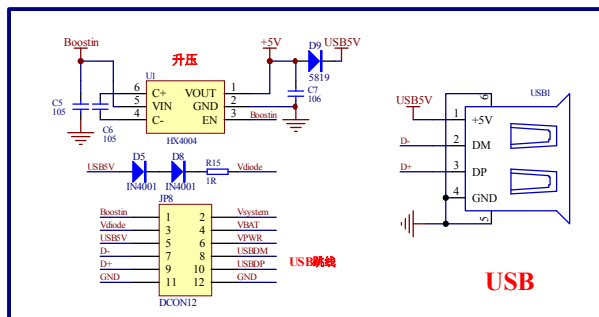 Boostin
升压
+5V
D9
USB5V
5819
U1
6
C+
VOUT
1
5
VIN
GND
2
4
C-
EN
3
Boostin
HX4004
C5
105
C6
105
C7
106
USB5V
D5
IN4001
D8
IN4001
R15
1R
Vdiode
JP8
Boostin
1
2
Vsystem
Vdiode
3
4
VBAT
USB5V
5
6
VPWR
D-
7
8
USBDM
D+
9
10
USBDP
GND
11
12
GND
DCON12
USB跳线
USB1
6
USB5V
1
+5V
D-
2
DM
D+
3
DP
4
GND
5
USB